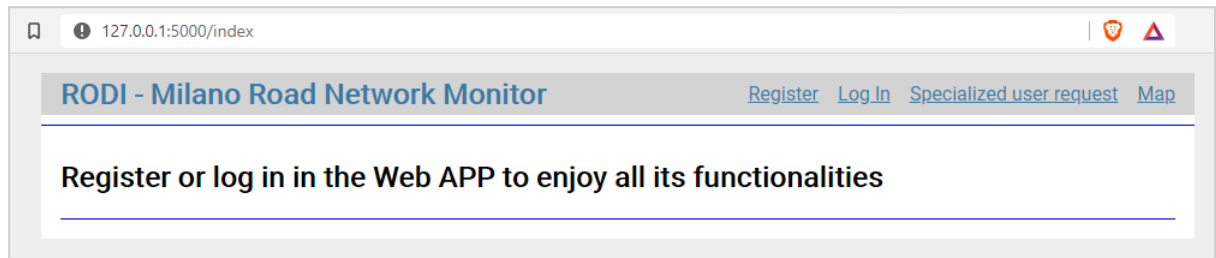 127.0.0.1:5000/index
RODI - Milano Road Network Monitor Register Log In Specialized user request Map
Register or log in in the Web APP to enjoy all its functionalities